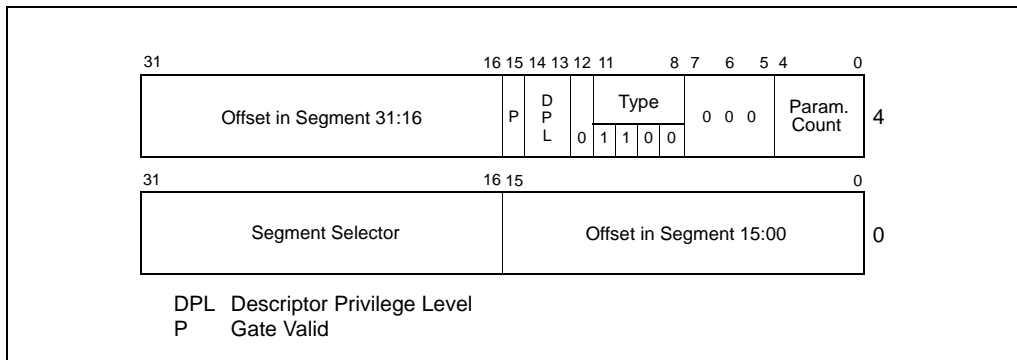 31 16 15 14 13 12 11 8 7 6 5 4 0
Offset in Segment 31:16 P D P L 0 Type 1 1 0 0 0 0 0 Param. Count 4
31 16 15 0
Segment Selector Offset in Segment 15:00 0
DPL Descriptor Privilege Level
P Gate Valid